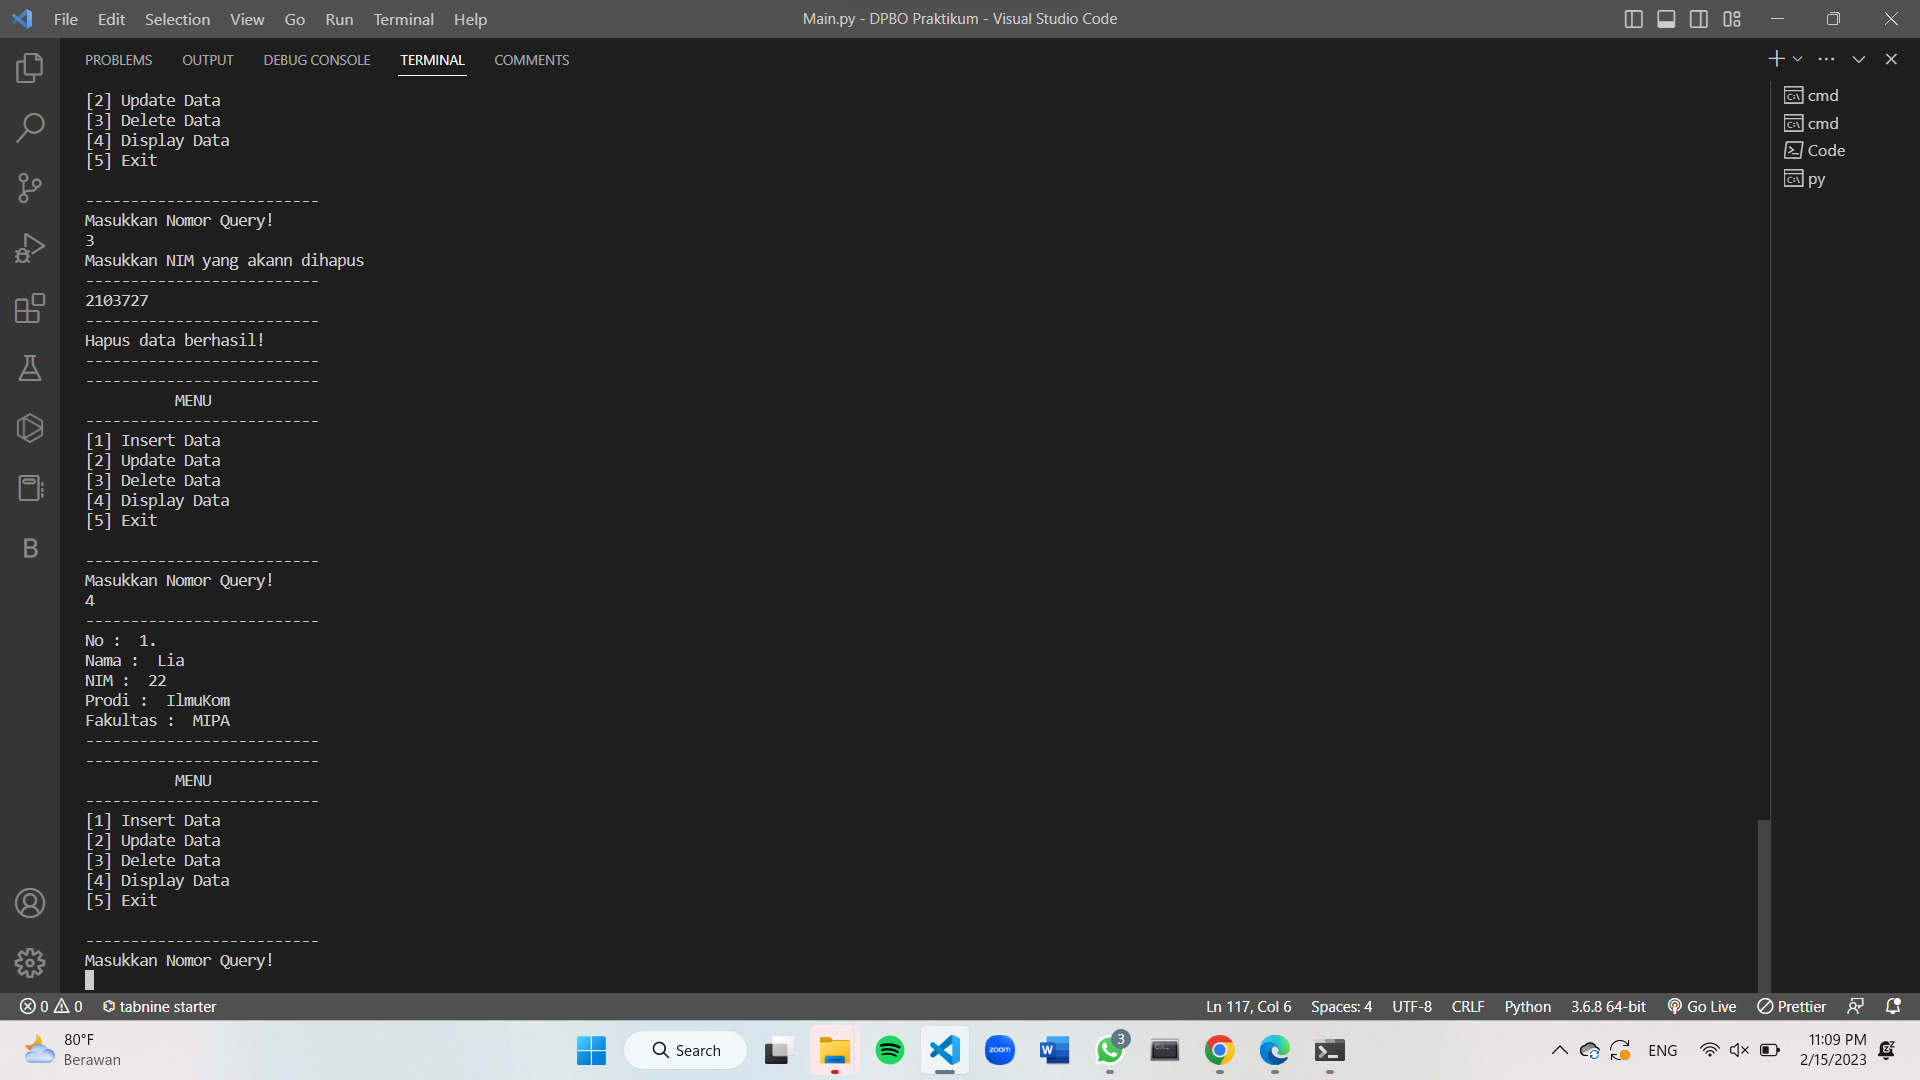 File Edit Selection View Go Run Terminal Help
Main.py - DPBO Praktikum - Visual Studio Code
PROBLEMS OUTPUT DEBUG CONSOLE TERMINAL COMMENTS
[2] Update Data
[3] Delete Data
[4] Display Data
[5] Exit
--------------------------
Masukkan Nomor Query!
3
Masukkan NIM yang akann dihapus
--------------------------
2103727
--------------------------
Hapus data berhasil!
--------------------------
--------------------------
MENU
--------------------------
[1] Insert Data
[2] Update Data
[3] Delete Data
[4] Display Data
[5] Exit
--------------------------
Masukkan Nomor Query!
4
--------------------------
No :  1.
Nama :  Lia
NIM :  22
Prodi :  IlmuKom
Fakultas :  MIPA
--------------------------
--------------------------
MENU
--------------------------
[1] Insert Data
[2] Update Data
[3] Delete Data
[4] Display Data
[5] Exit
--------------------------
Masukkan Nomor Query!
cmd
cmd
Code
py
B
0 0 tabnine starter
Ln 117, Col 6 Spaces: 4 UTF-8 CRLF Python 3.6.8 64-bit Go Live Prettier
80°F
Berawan
Search
zoom
W
3
ENG
11:09 PM
2/15/2023